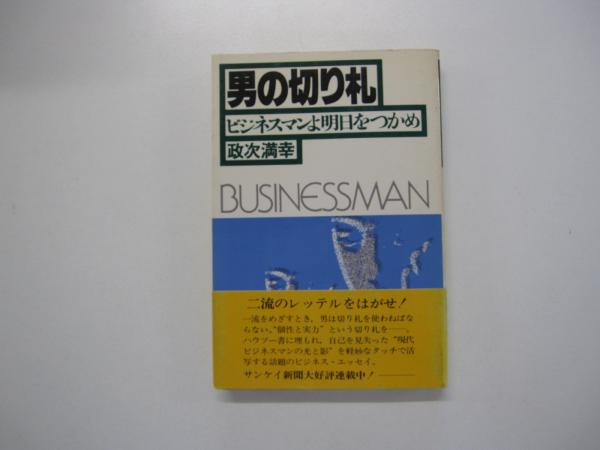 男の切り札
ビジネスマンよ明日をつかめ
政次満幸
BUSINESSMAN
二流のレッテルをはがせ！
一流をめざすとき，男は切り札を使わねばな
らない。“個性と実力”という切り札を──。
ハウツー書に埋もれ，自己を見失った“現代
ビジネスマンの光と影”を軽妙なタッチで活
写する話題のビジネス・エッセイ。
サンケイ新聞大好評連載中！